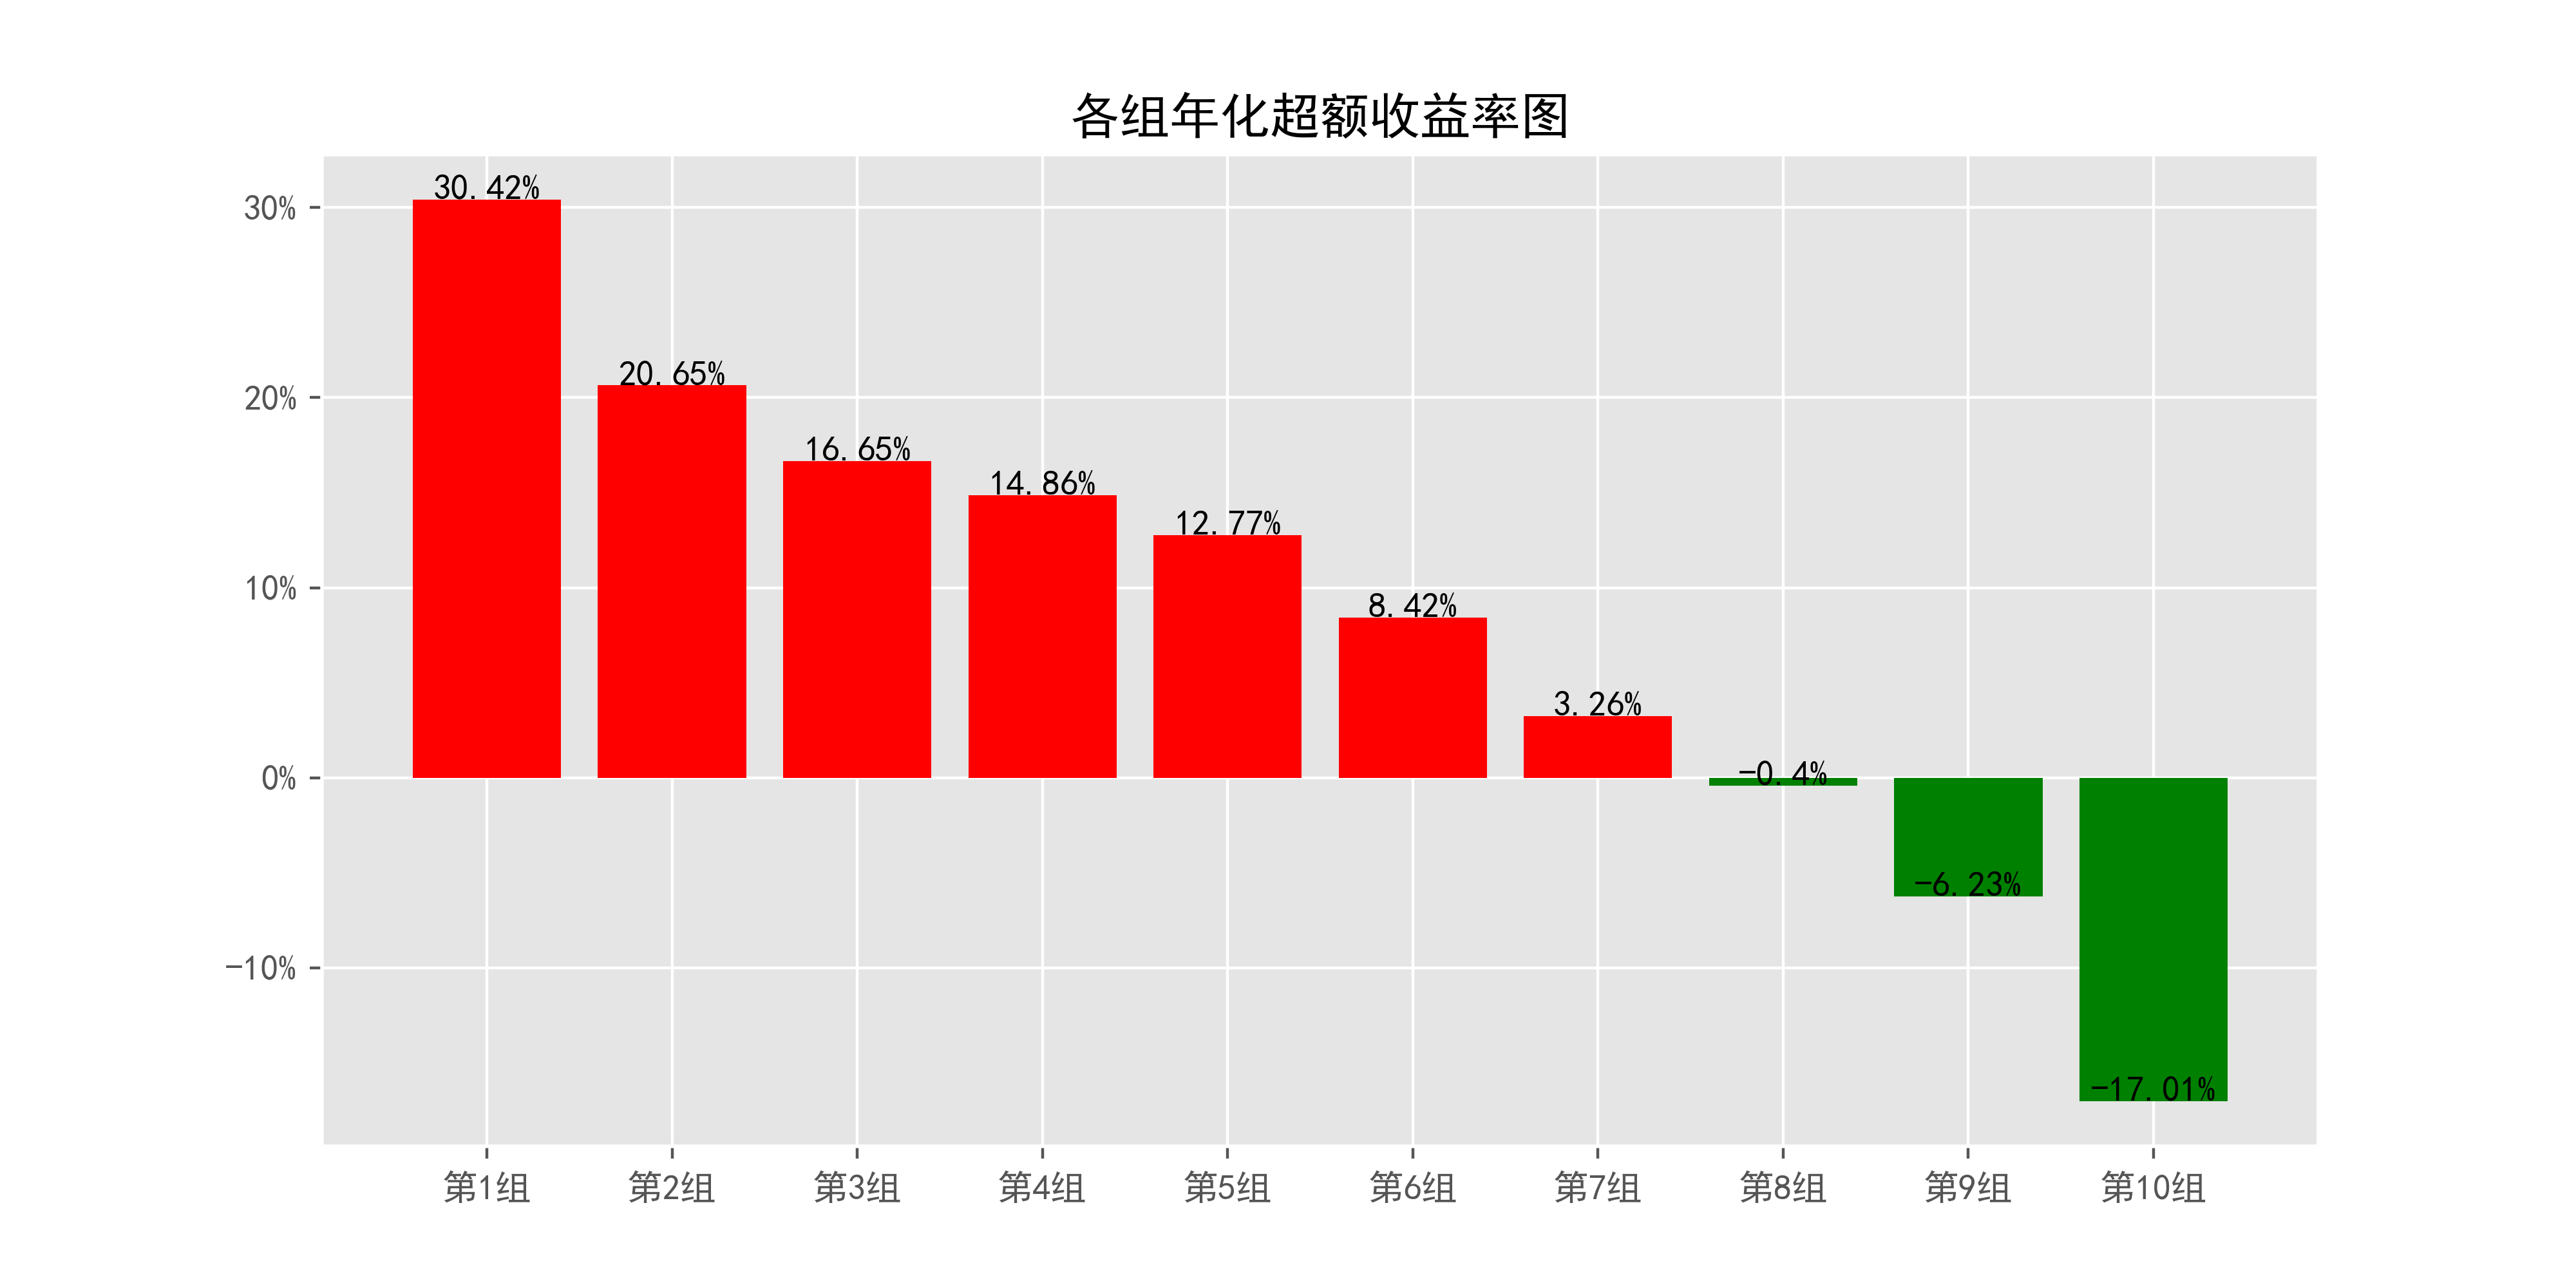 各组年化超额收益率图
30%
20%
10%
0%
−10%
30.42%
20.65%
16.65%
14.86%
12.77%
8.42%
3.26%
−0.4%
−6.23%
−17.01%
第1组
第2组
第3组
第4组
第5组
第6组
第7组
第8组
第9组
第10组